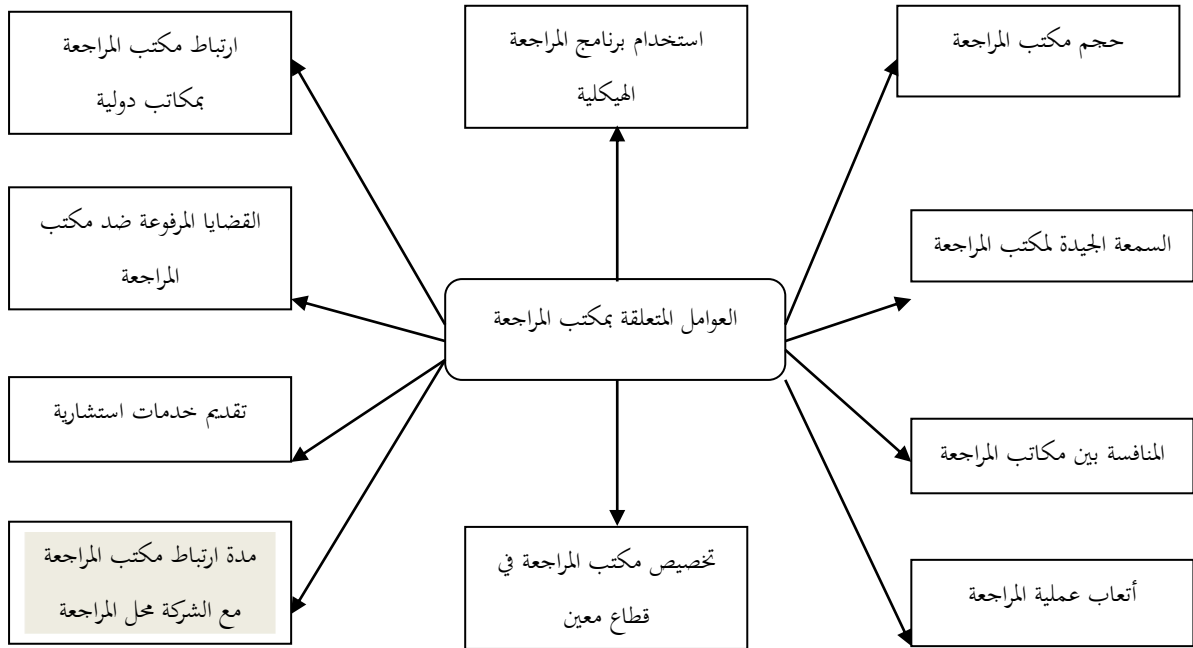 حجم مكتب المراجعة
استخدام برنامج المراجعة
الهيكلية
ارتباط مكتب المراجعة
بمكاتب دولية
السمعة الجيدة لمكتب المراجعة
القضايا المرفوعة ضد مكتب
المراجعة
العوامل المتعلقة بمكتب المراجعة
المنافسة بين مكاتب المراجعة
تقديم خدمات استشارية
أتعاب عملية المراجعة
تخصيص مكتب المراجعة في
قطاع معين
مدة ارتباط مكتب المراجعة
مع الشركة محل المراجعة